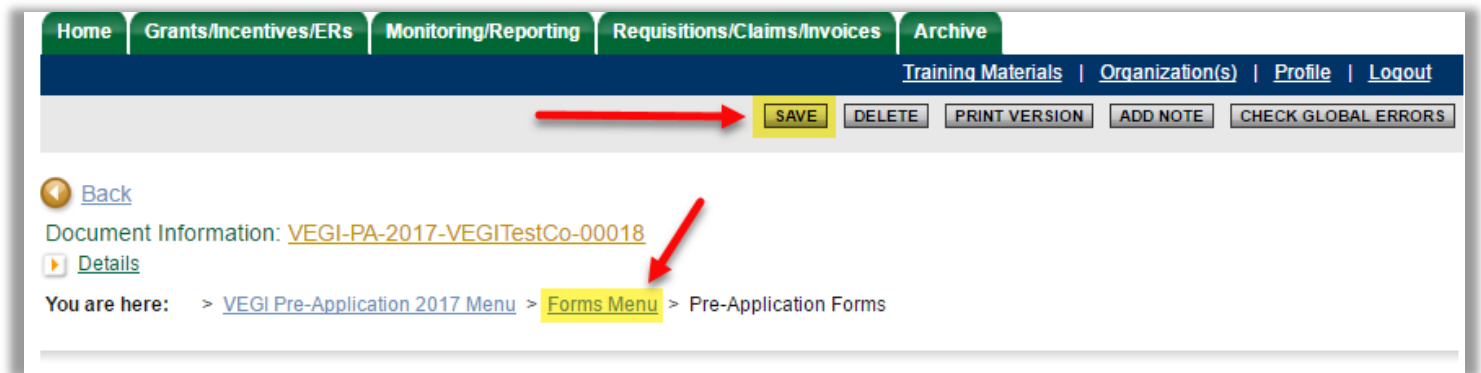 Home Grants/Incentives/ERs Monitoring/Reporting Requisitions/Claims/Invoices Archive
Training Materials | Organization(s) | Profile | Logout
SAVE DELETE PRINT VERSION ADD NOTE CHECK GLOBAL ERRORS
Back
Document Information: VEGI-PA-2017-VEGITestCo-00018
Details
You are here: > VEGI Pre-Application 2017 Menu > Forms Menu > Pre-Application Forms